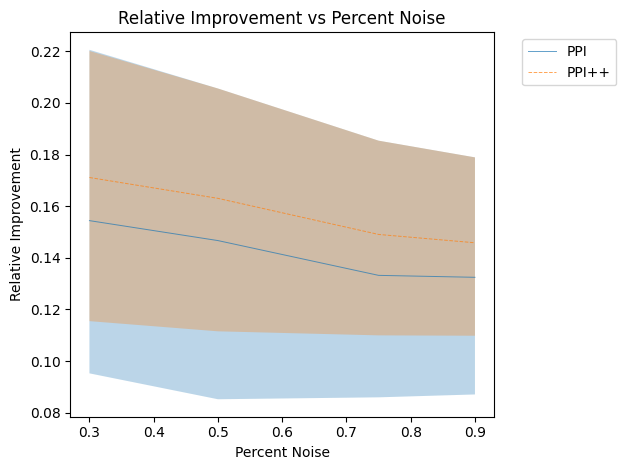 Relative Improvement vs Percent Noise
PPI
PPI++
Relative Improvement
0.22
0.20
0.18
0.16
0.14
0.12
0.10
0.08
0.3 0.4 0.5 0.6 0.7 0.8 0.9
Percent Noise